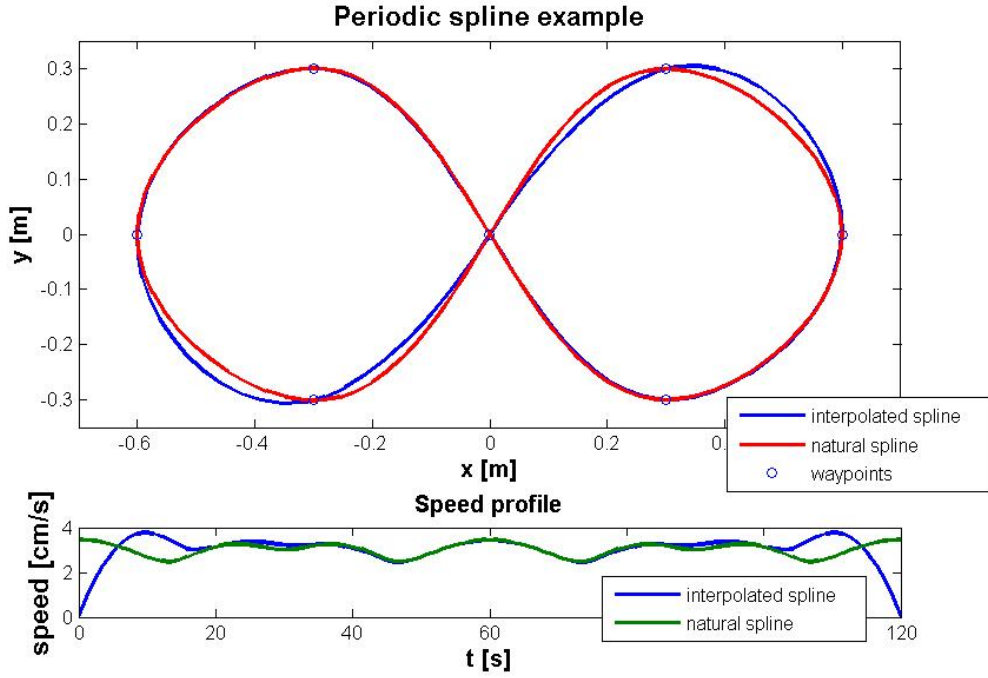 Periodic spline example
0.3
0.2
0.1
0
-0.1
-0.2
-0.3
y [m]
-0.6 -0.4 -0.2 0 0.2 0.4
x [m]
interpolated spline
natural spline
waypoints
Speed profile
4
2
0
speed [cm/s]
0 20 40 60 80 100 120
t [s]
interpolated spline
natural spline